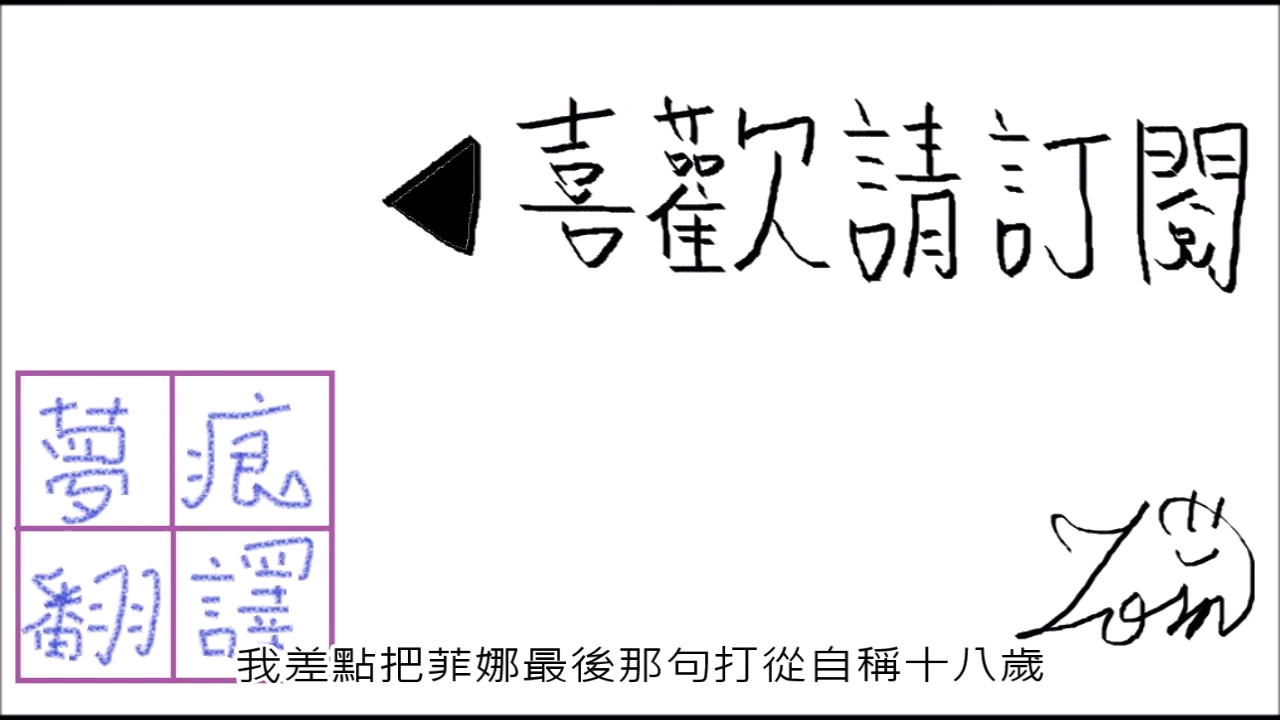 喜歡請訂閱
夢痕
翻譯
我差點把菲娜最後那句打從自稱十八歲